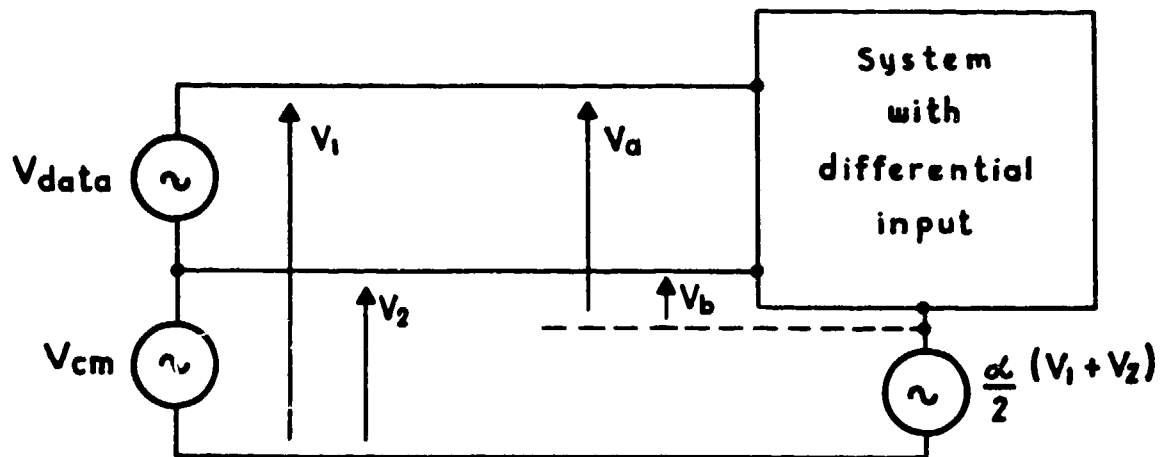 System
with
differential
input
V₁
Vₐ
Vdata
V₂
Vb
Vcm
α/2 (V₁ + V₂)